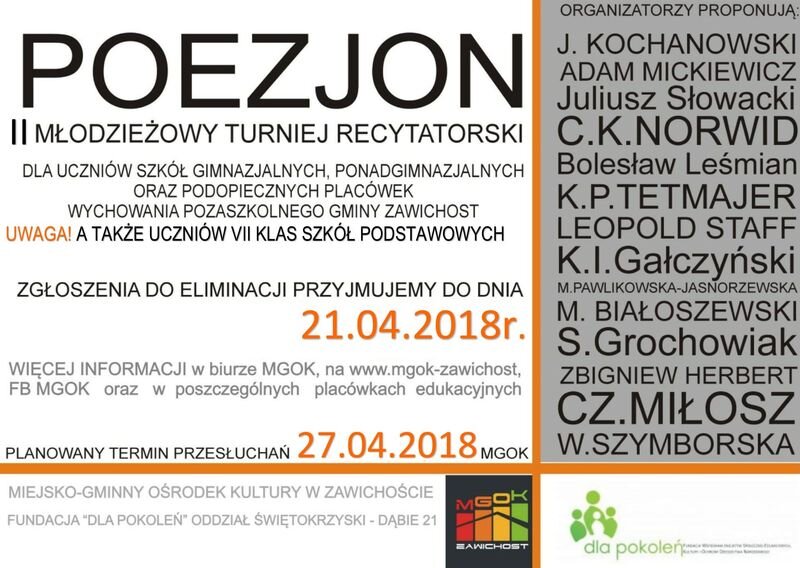 POEZJON
II MŁODZIEŻOWY TURNIEJ RECYTATORSKI
DLA UCZNIÓW SZKÓŁ GIMNAZJALNYCH, PONADGIMNAZJALNYCH
ORAZ PODOPIECZNYCH PLACÓWEK
WYCHOWANIA POZASZKOLNEGO GMINY ZAWICHOST
UWAGA! A TAKŻE UCZNIÓW VII KLAS SZKÓŁ PODSTAWOWYCH
ZGŁOSZENIA DO ELIMINACJI PRZYJMUJEMY DO DNIA
21.04.2018r.
WIĘCEJ INFORMACJI w biurze MGOK, na www.mgok-zawichost,
FB MGOK oraz w poszczególnych placówkach edukacyjnych
PLANOWANY TERMIN PRZESŁUCHAŃ 27.04.2018 MGOK
ORGANIZATORZY PROPONUJĄ:
J. KOCHANOWSKI
ADAM MICKIEWICZ
Juliusz Słowacki
C.K.NORWID
Bolesław Leśmian
K.P.TETMAJER
LEOPOLD STAFF
K.I.Gałczyński
M.PAWLIKOWSKA-JASNORZEWSKA
M. BIAŁOSZEWSKI
S.Grochowiak
ZBIGNIEW HERBERT
CZ.MIŁOSZ
W.SZYMBORSKA
MIEJSKO-GMINNY OŚRODEK KULTURY W ZAWICHOŚCIE
FUNDACJA "DLA POKOLEŃ" ODDZIAŁ ŚWIĘTOKRZYSKI - DĄBIE 21
MGOK
ZAWICHOST
dla pokoleń